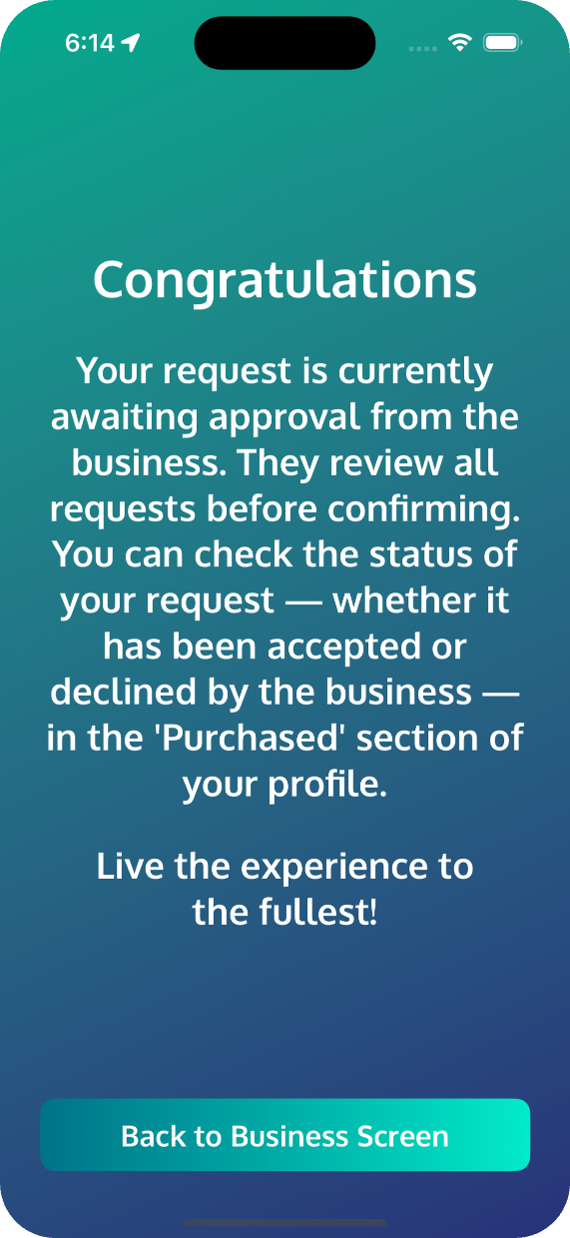 6:14
Congratulations
Your request is currently
awaiting approval from the
business. They review all
requests before confirming.
You can check the status of
your request — whether it
has been accepted or
declined by the business —
in the 'Purchased' section of
your profile.
Live the experience to
the fullest!
Back to Business Screen